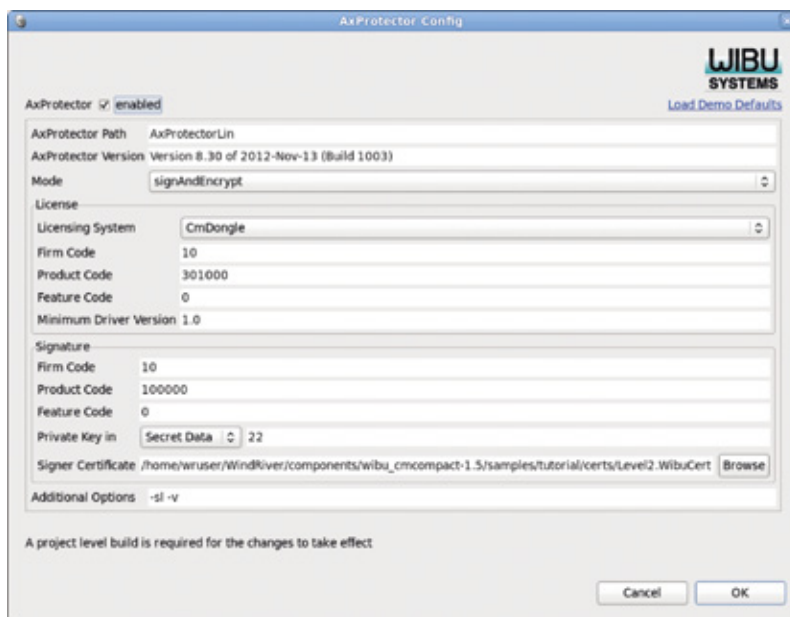 AxProtector Config
WIBU
SYSTEMS
AxProtector enabled
Load Demo Defaults
AxProtector Path AxProtectorLin
AxProtector Version Version 8.30 of 2012-Nov-13 (Build 1003)
Mode signAndEncrypt
License
Licensing System CmDongle
Firm Code 10
Product Code 301000
Feature Code 0
Minimum Driver Version 1.0
Signature
Firm Code 10
Product Code 100000
Feature Code 0
Private Key in Secret Data 22
Signer Certificate /home/wruser/WindRiver/components/wibu_cmcompact-1.5/samples/tutorial/certs/Level2.WibuCert Browse
Additional Options -sl -v
A project level build is required for the changes to take effect
Cancel OK